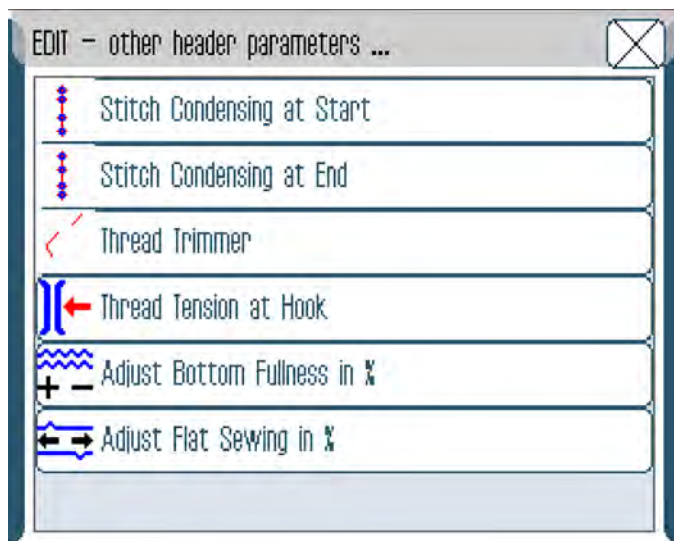 EDIT - other header parameters ...
Stitch Condensing at Start
Stitch Condensing at End
Thread Trimmer
Thread Tension at Hook
Adjust Bottom Fullness in %
Adjust Flat Sewing in %